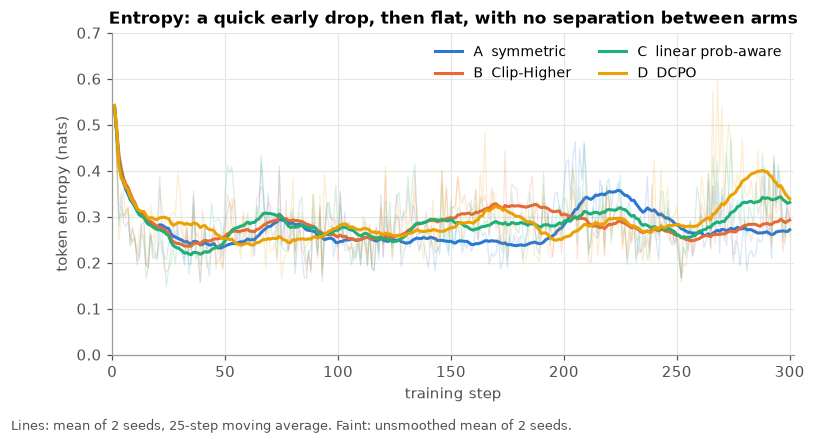 Entropy: a quick early drop, then flat, with no separation between arms
A symmetric
B Clip-Higher
C linear prob-aware
D DCPO
token entropy (nats)
0.7
0.6
0.5
0.4
0.3
0.2
0.1
0.0
0 50 100 150 200 250 300
training step
Lines: mean of 2 seeds, 25-step moving average. Faint: unsmoothed mean of 2 seeds.